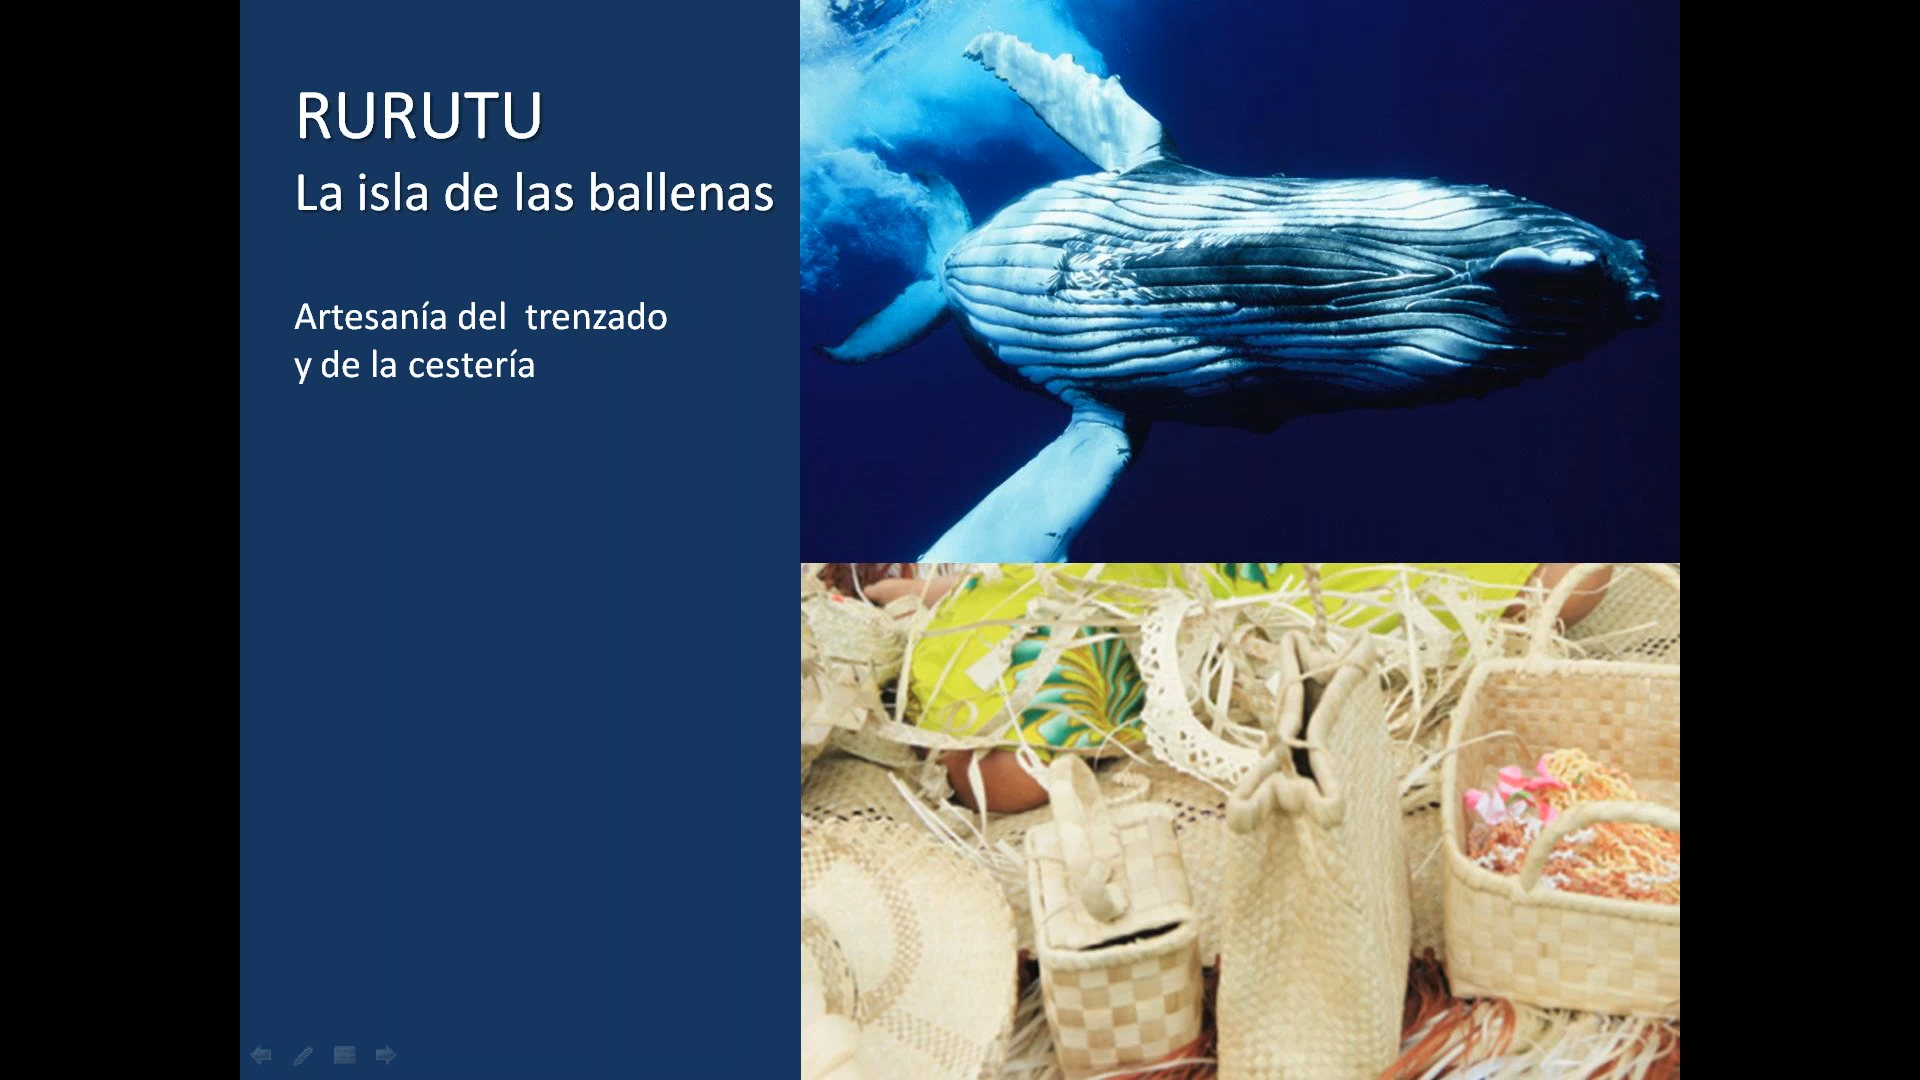 RURUTU
La isla de las ballenas
Artesanía del  trenzado
y de la cestería